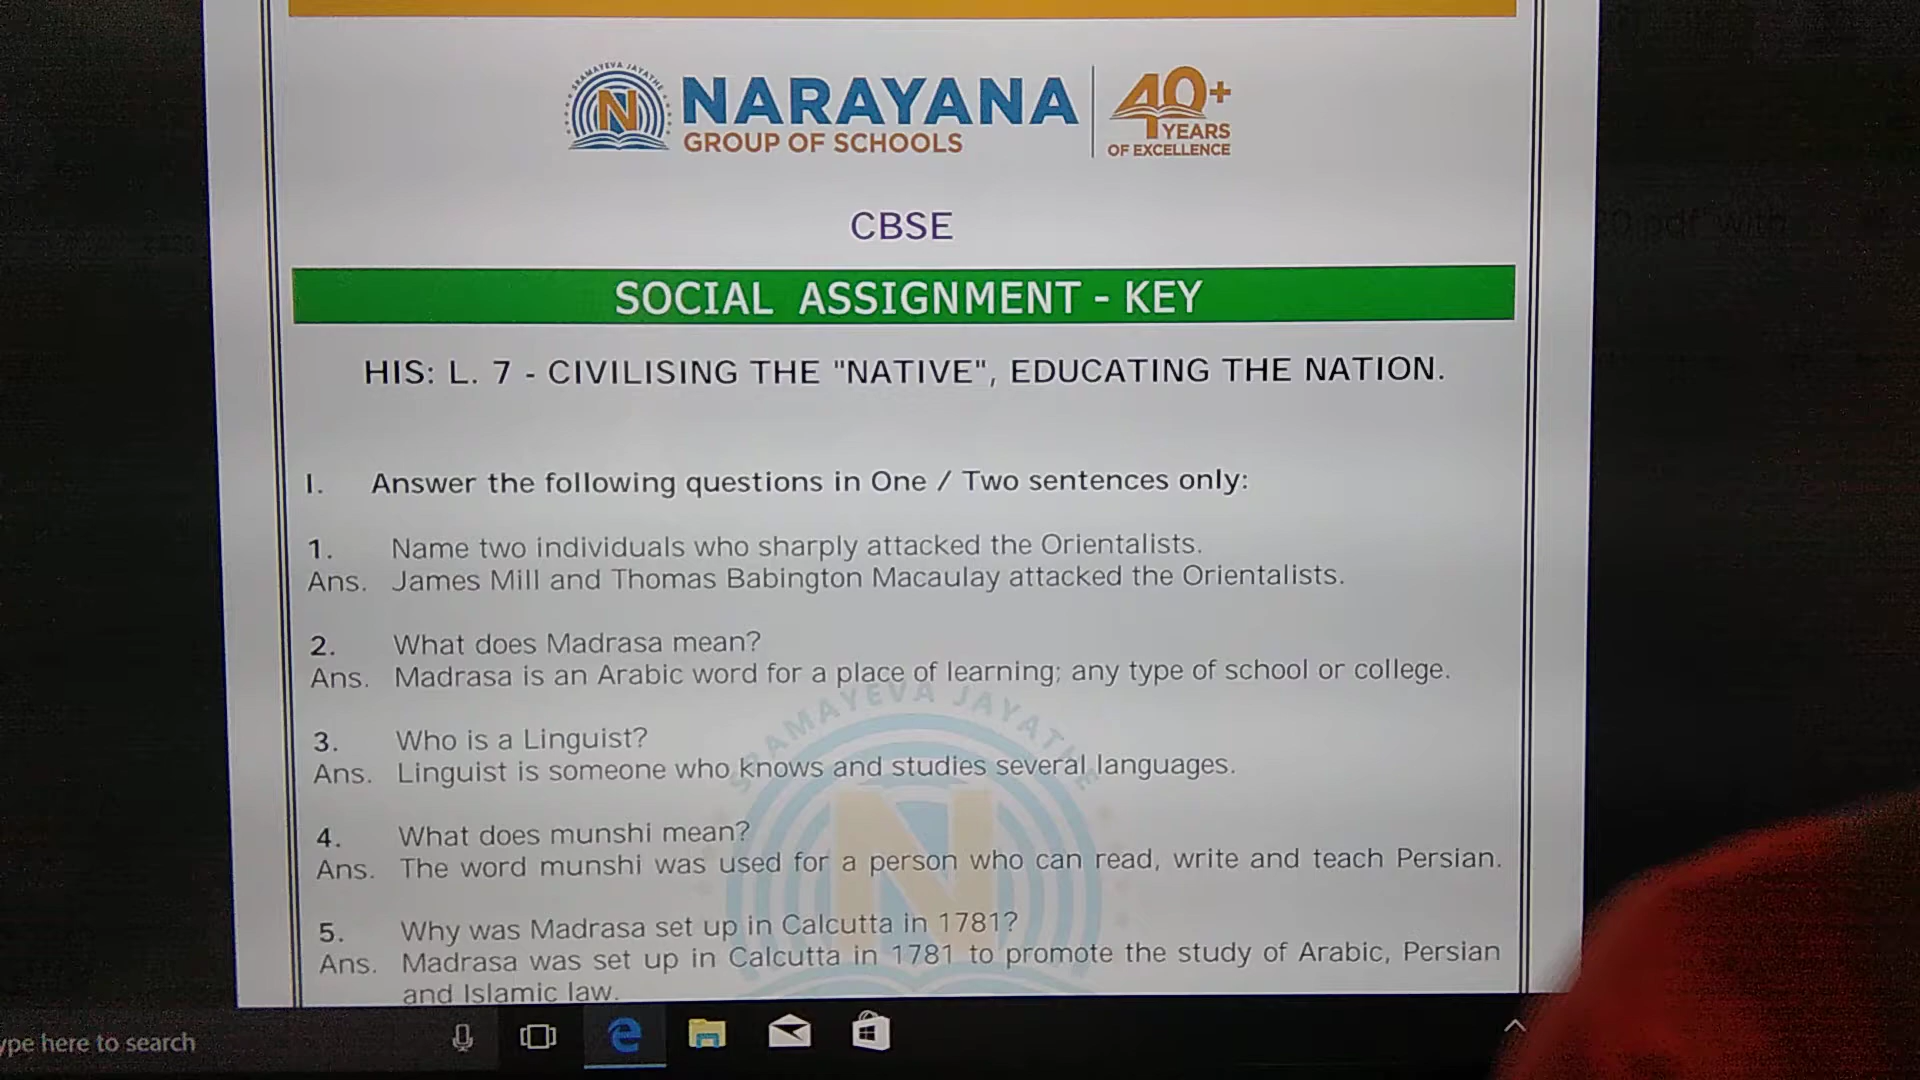 SRAMAYEVA JAYATHE
N
NARAYANA
GROUP OF SCHOOLS
40+
YEARS
OF EXCELLENCE
CBSE
SOCIAL ASSIGNMENT - KEY
HIS: L. 7 - CIVILISING THE "NATIVE", EDUCATING THE NATION.
I. Answer the following questions in One / Two sentences only:
1. Name two individuals who sharply attacked the Orientalists.
Ans. James Mill and Thomas Babington Macaulay attacked the Orientalists.
2. What does Madrasa mean?
Ans. Madrasa is an Arabic word for a place of learning; any type of school or college.
SRAMAYEVA JAYATHE
3. Who is a Linguist?
Ans. Linguist is someone who knows and studies several languages.
N
4. What does munshi mean?
Ans. The word munshi was used for a person who can read, write and teach Persian.
5. Why was Madrasa set up in Calcutta in 1781?
Ans. Madrasa was set up in Calcutta in 1781 to promote the study of Arabic, Persian
and Islamic law.
ype here to search
pdf" with